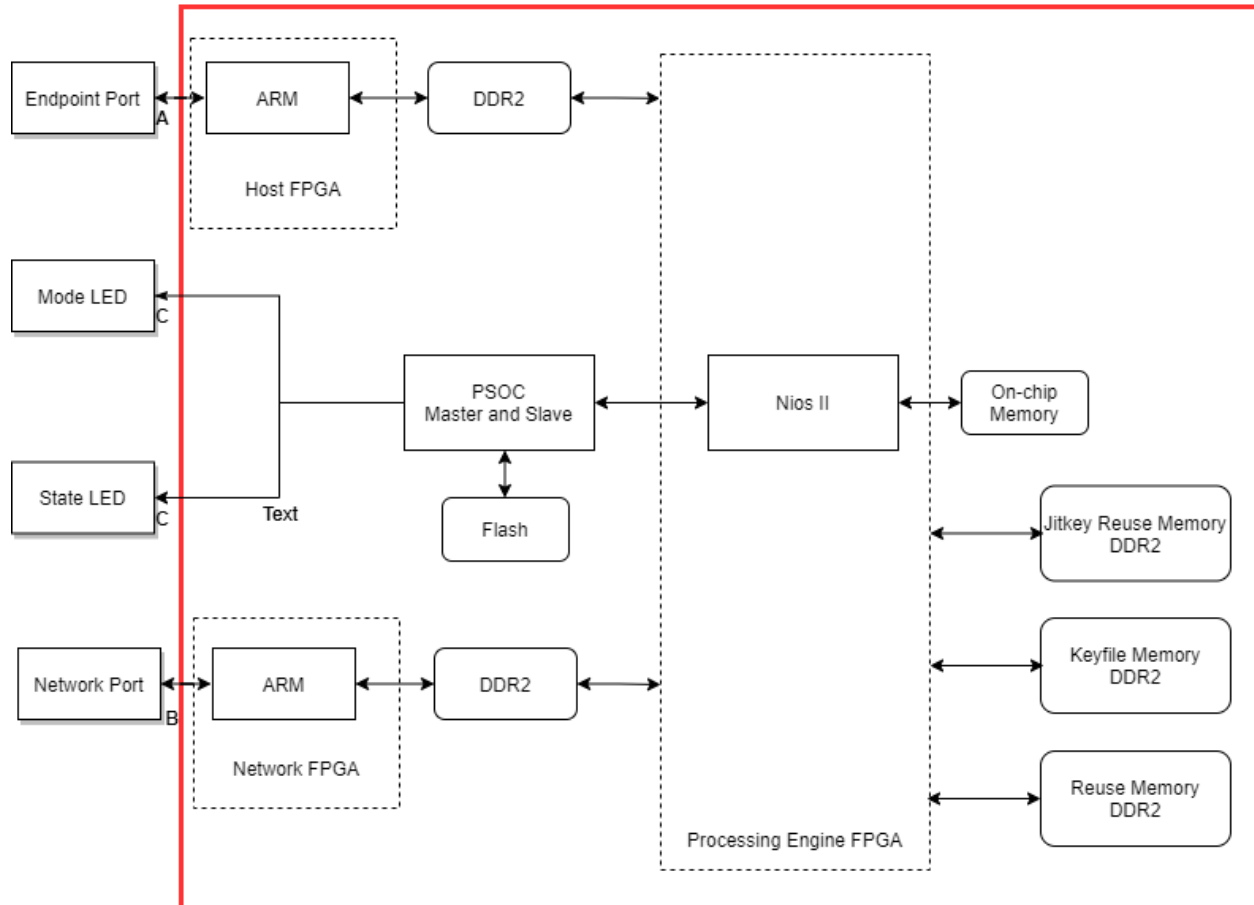 Endpoint Port
A
ARM
DDR2
Host FPGA
Mode LED
C
PSOC
Master and Slave
Nios II
On-chip
Memory
State LED
C
Text
Flash
Jitkey Reuse Memory
DDR2
Network Port
B
ARM
DDR2
Keyfile Memory
DDR2
Network FPGA
Reuse Memory
DDR2
Processing Engine FPGA